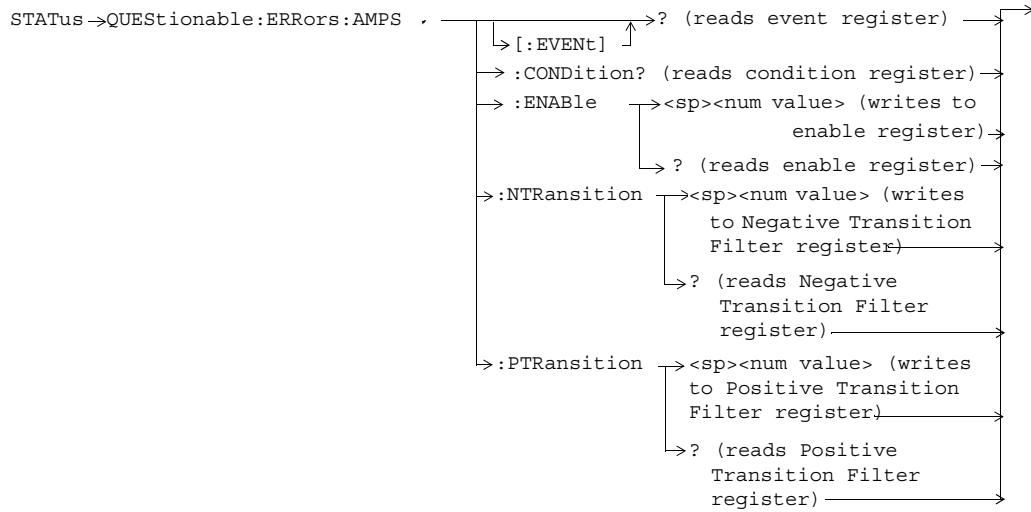 STATus QUEStionable:ERRors:AMPS ? (reads event register)
[:EVENt]
:CONDition? (reads condition register)
:ENABle <sp><num value> (writes to
enable register)
? (reads enable register)
:NTRansition <sp><num value> (writes
to Negative Transition
Filter register)
? (reads Negative
Transition Filter
register)
:PTRansition <sp><num value> (writes
to Positive Transition
Filter register)
? (reads Positive
Transition Filter
register)